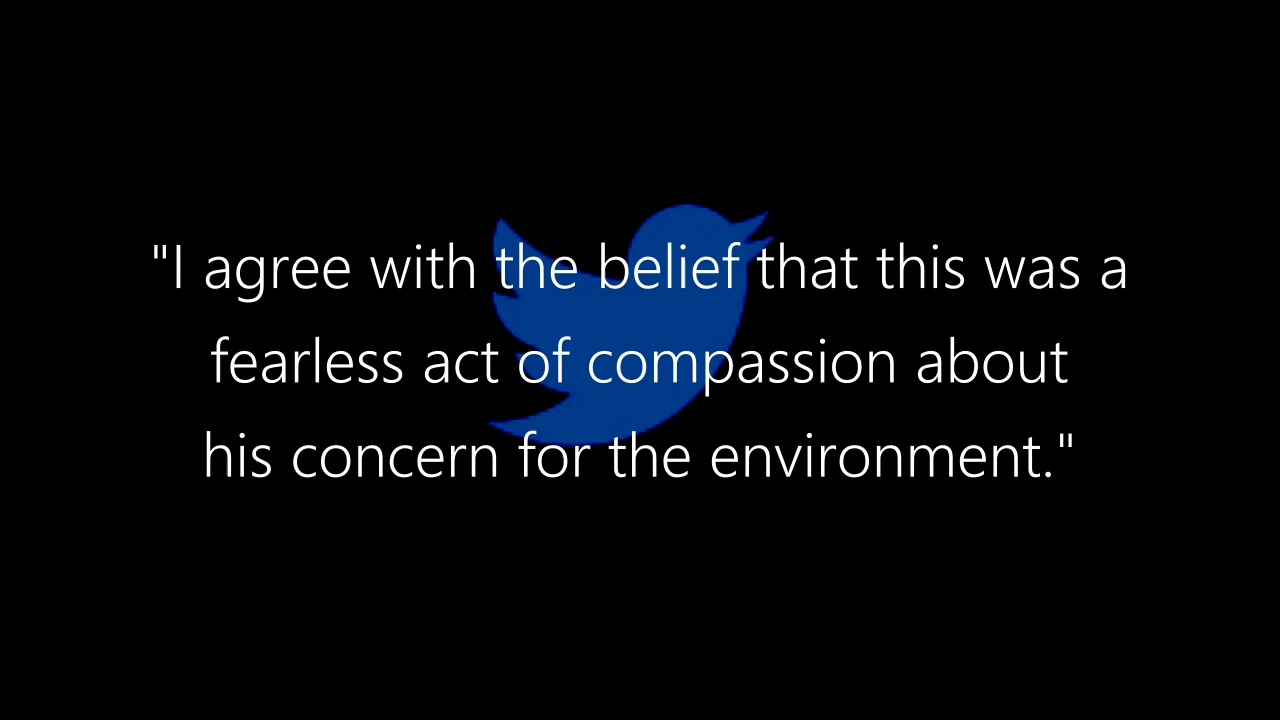 "I agree with the belief that this was a
fearless act of compassion about
his concern for the environment."